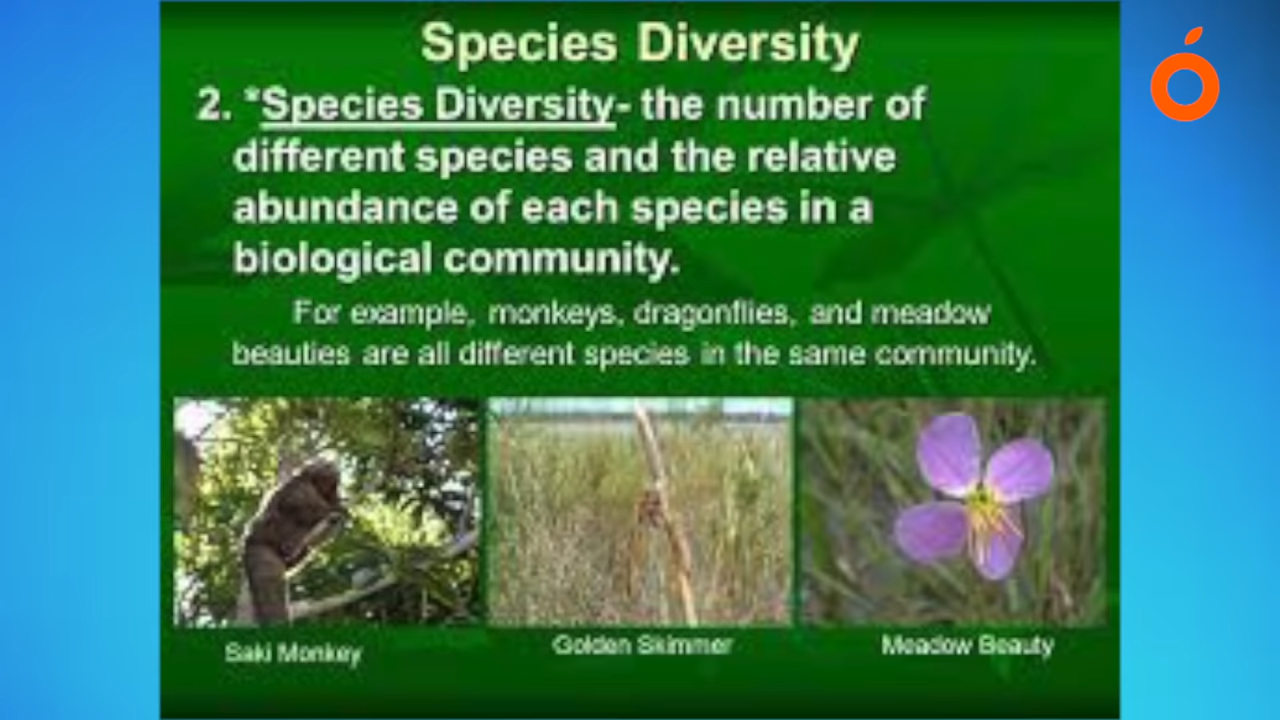 Species Diversity
2. *Species Diversity- the number of
different species and the relative
abundance of each species in a
biological community.
For example, monkeys, dragonflies, and meadow
beauties are all different species in the same community.
Saki Monkey
Golden Skimmer
Meadow Beauty